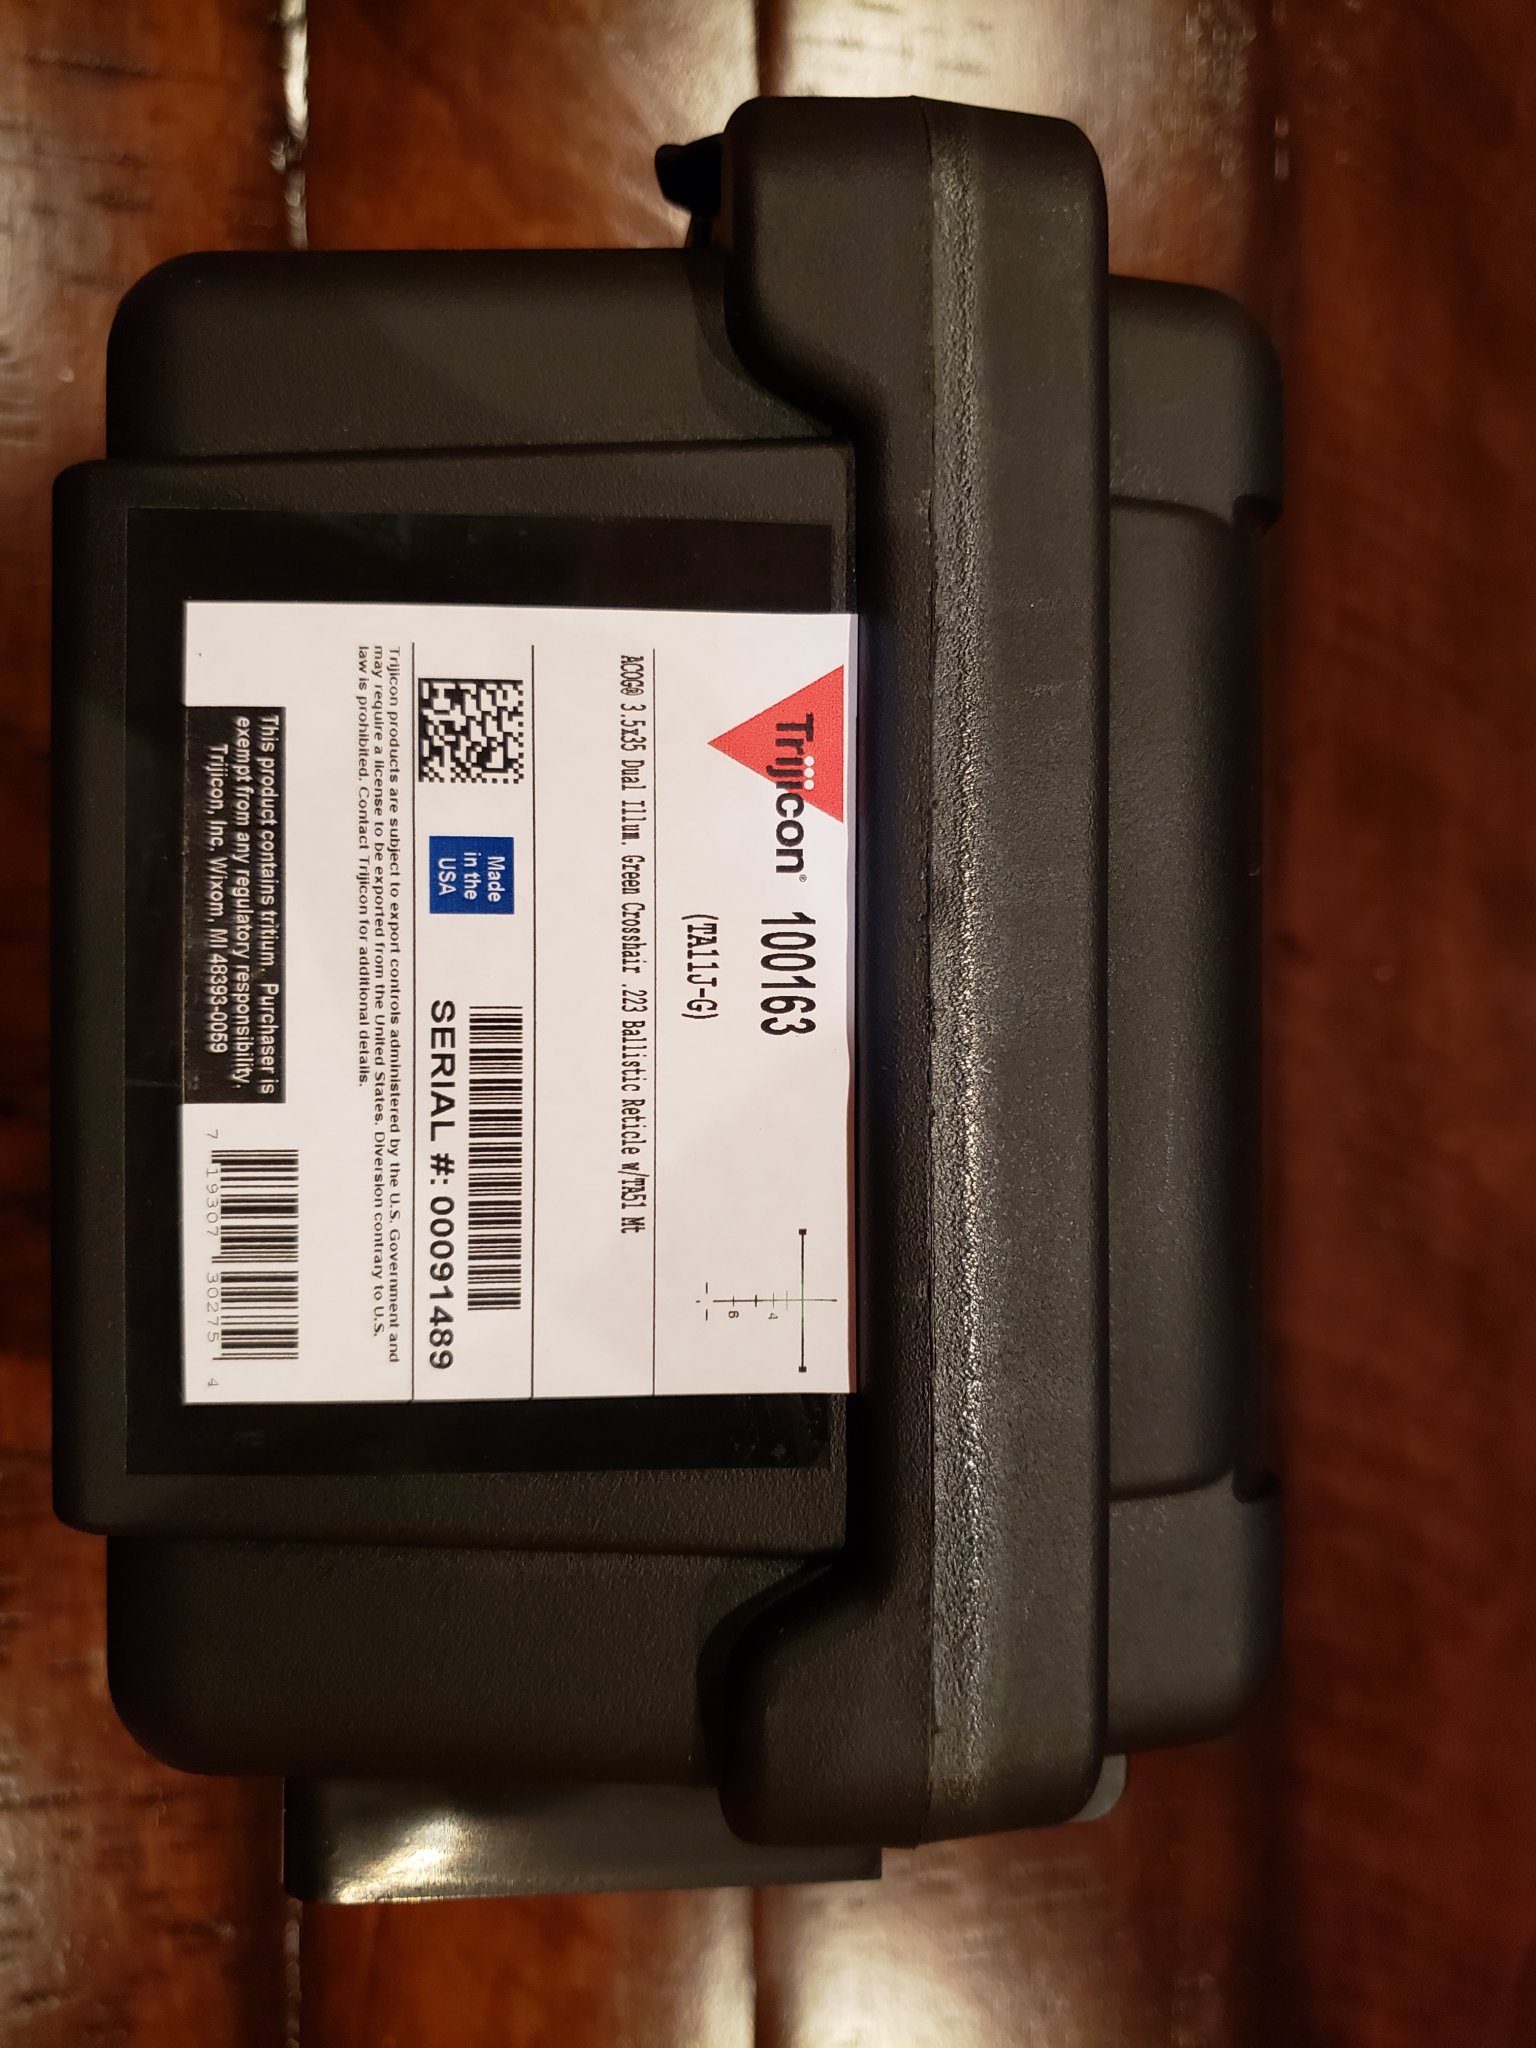 Trijicon® 100163
(TA11J-G)
4
6
ACOG® 3.5x35 Dual Illum. Green Crosshair .223 Ballistic Reticle w/TA51 Mt
Made
in the
USA
SERIAL #: 00091489
Trijicon products are subject to export controls administered by the U.S. Government and
may require a license to be exported from the United States. Diversion contrary to U.S.
law is prohibited. Contact Trijicon for additional details.
This product contains tritium. Purchaser is
exempt from any regulatory responsibility.
Trijicon, Inc, Wixom, MI 48393-0059
7 19307 30275 4